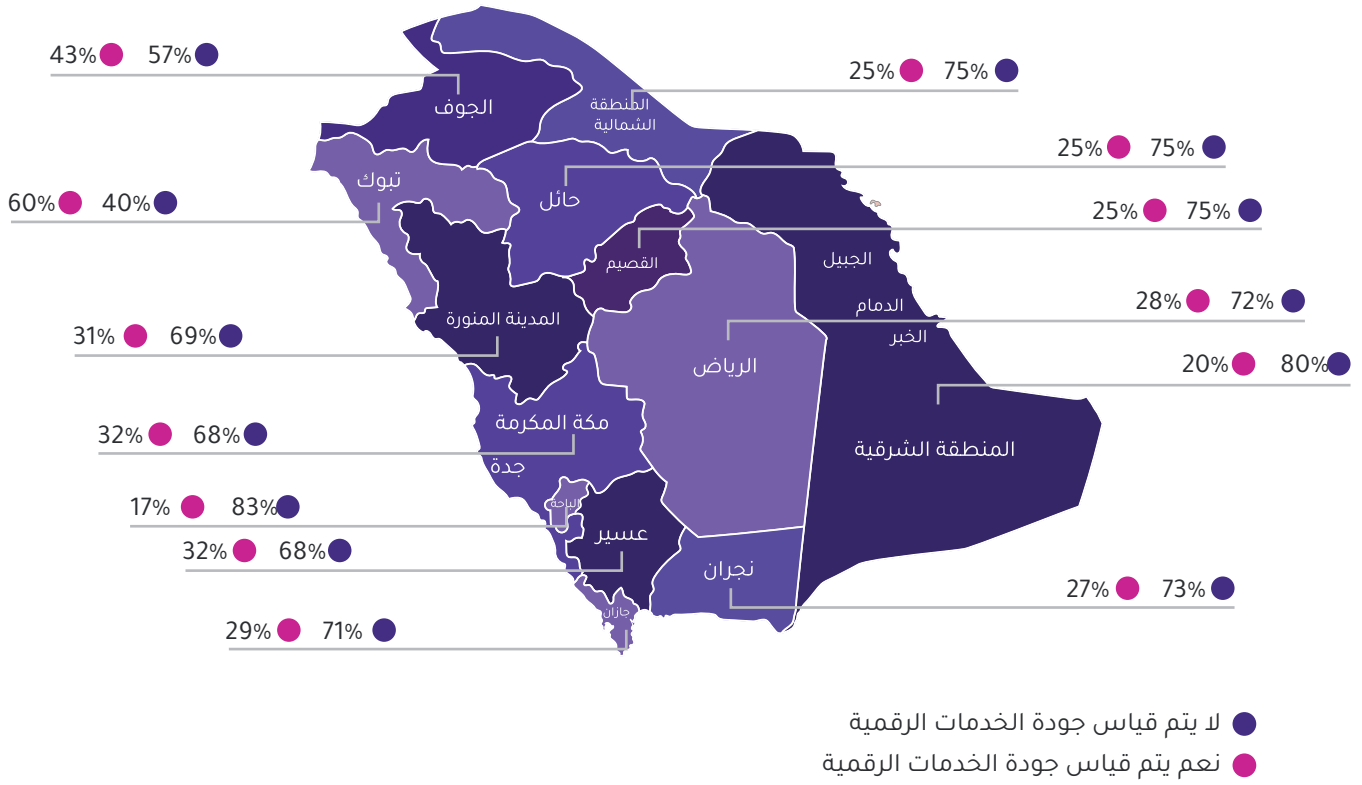 43% 57%
25% 75%
الجوف
المنطقة
الشمالية
25% 75%
تبوك
حائل
60% 40%
25% 75%
القصيم
الجبيل
28% 72%
الدمام
المدينة المنورة
31% 69%
الخبر
الرياض
20% 80%
مكة المكرمة
32% 68%
المنطقة الشرقية
جدة
17% 83%
الباحة
عسير
32% 68%
نجران
27% 73%
جازان
29% 71%
لا يتم قياس جودة الخدمات الرقمية
نعم يتم قياس جودة الخدمات الرقمية